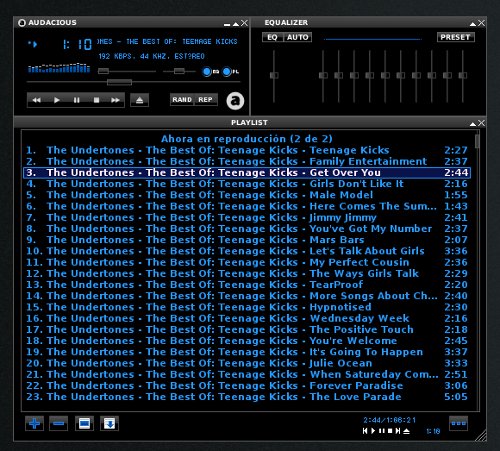 AUDACIOUS
1:10
JNES - THE BEST OF: TEENAGE KICKS
192 KBPS, 44 KHZ, EST?REO
EQ PL
RAND REP
a
EQUALIZER
EQ AUTO PRESET
PLAYLIST
Ahora en reproducción (2 de 2)
1. The Undertones - The Best Of: Teenage Kicks - Teenage Kicks 2:27
2. The Undertones - The Best Of: Teenage Kicks - Family Entertainment 2:37
3. The Undertones - The Best Of: Teenage Kicks - Get Over You 2:44
4. The Undertones - The Best Of: Teenage Kicks - Girls Don't Like It 2:16
5. The Undertones - The Best Of: Teenage Kicks - Male Model 1:55
6. The Undertones - The Best Of: Teenage Kicks - Here Comes The Sum... 1:43
7. The Undertones - The Best Of: Teenage Kicks - Jimmy Jimmy 2:41
8. The Undertones - The Best Of: Teenage Kicks - You've Got My Number 2:37
9. The Undertones - The Best Of: Teenage Kicks - Mars Bars 2:07
10. The Undertones - The Best Of: Teenage Kicks - Let's Talk About Girls 3:36
11. The Undertones - The Best Of: Teenage Kicks - My Perfect Cousin 2:36
12. The Undertones - The Best Of: Teenage Kicks - The Ways Girls Talk 2:29
13. The Undertones - The Best Of: Teenage Kicks - TearProof 2:20
14. The Undertones - The Best Of: Teenage Kicks - More Songs About Ch... 2:40
15. The Undertones - The Best Of: Teenage Kicks - Hypnotised 2:30
16. The Undertones - The Best Of: Teenage Kicks - Wednesday Week 2:16
17. The Undertones - The Best Of: Teenage Kicks - The Positive Touch 2:18
18. The Undertones - The Best Of: Teenage Kicks - You're Welcome 2:45
19. The Undertones - The Best Of: Teenage Kicks - It's Going To Happen 3:37
20. The Undertones - The Best Of: Teenage Kicks - Julie Ocean 3:33
21. The Undertones - The Best Of: Teenage Kicks - When Saturday Com... 2:51
22. The Undertones - The Best Of: Teenage Kicks - Forever Paradise 3:06
23. The Undertones - The Best Of: Teenage Kicks - The Love Parade 5:05
2:44/1:06:21
1:10